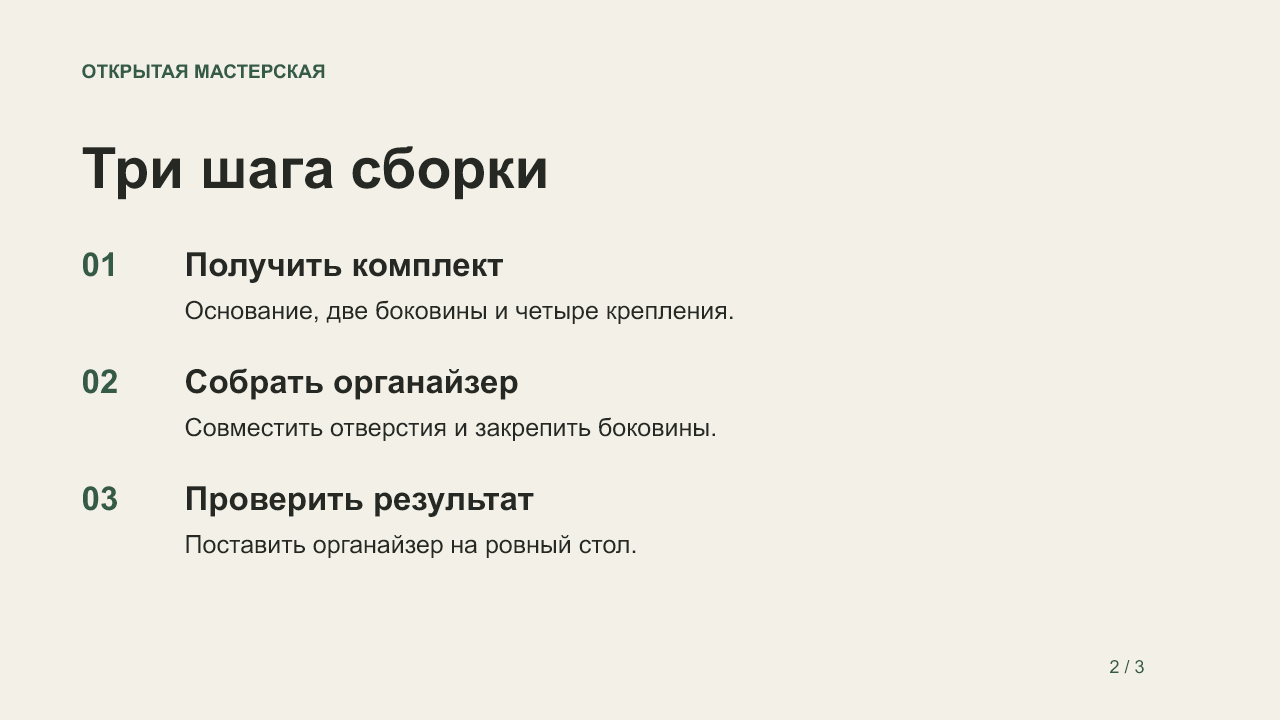 ОТКРЫТАЯ МАСТЕРСКАЯ
Три шага сборки
01 Получить комплект
Основание, две боковины и четыре крепления.
02 Собрать органайзер
Совместить отверстия и закрепить боковины.
03 Проверить результат
Поставить органайзер на ровный стол.
2 / 3